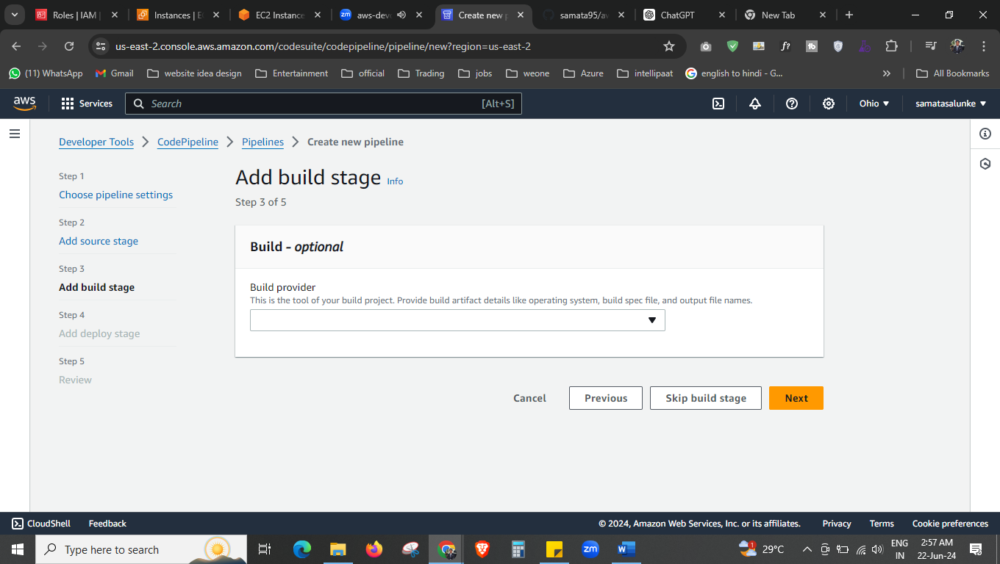 Roles | IAM
Instances | E
EC2 Instance
aws-dev
Create new p
samata95/aw
ChatGPT
New Tab
us-east-2.console.aws.amazon.com/codesuite/codepipeline/pipeline/new?region=us-east-2
f?
(11) WhatsApp
Gmail
website idea design
Entertainment
official
Trading
jobs
weone
Azure
intellipaat
english to hindi - G...
All Bookmarks
aws
Services
Search
[Alt+S]
Ohio
samatasalunke
Developer Tools
CodePipeline
Pipelines
Create new pipeline
Step 1
Choose pipeline settings
Step 2
Add source stage
Step 3
Add build stage
Step 4
Add deploy stage
Step 5
Review
Add build stage Info
Step 3 of 5
Build - optional
Build provider
This is the tool of your build project. Provide build artifact details like operating system, build spec file, and output file names.
Cancel
Previous
Skip build stage
Next
CloudShell
Feedback
© 2024, Amazon Web Services, Inc. or its affiliates.
Privacy
Terms
Cookie preferences
Type here to search
zm
29°C
ENG
IN
2:57 AM
22-Jun-24